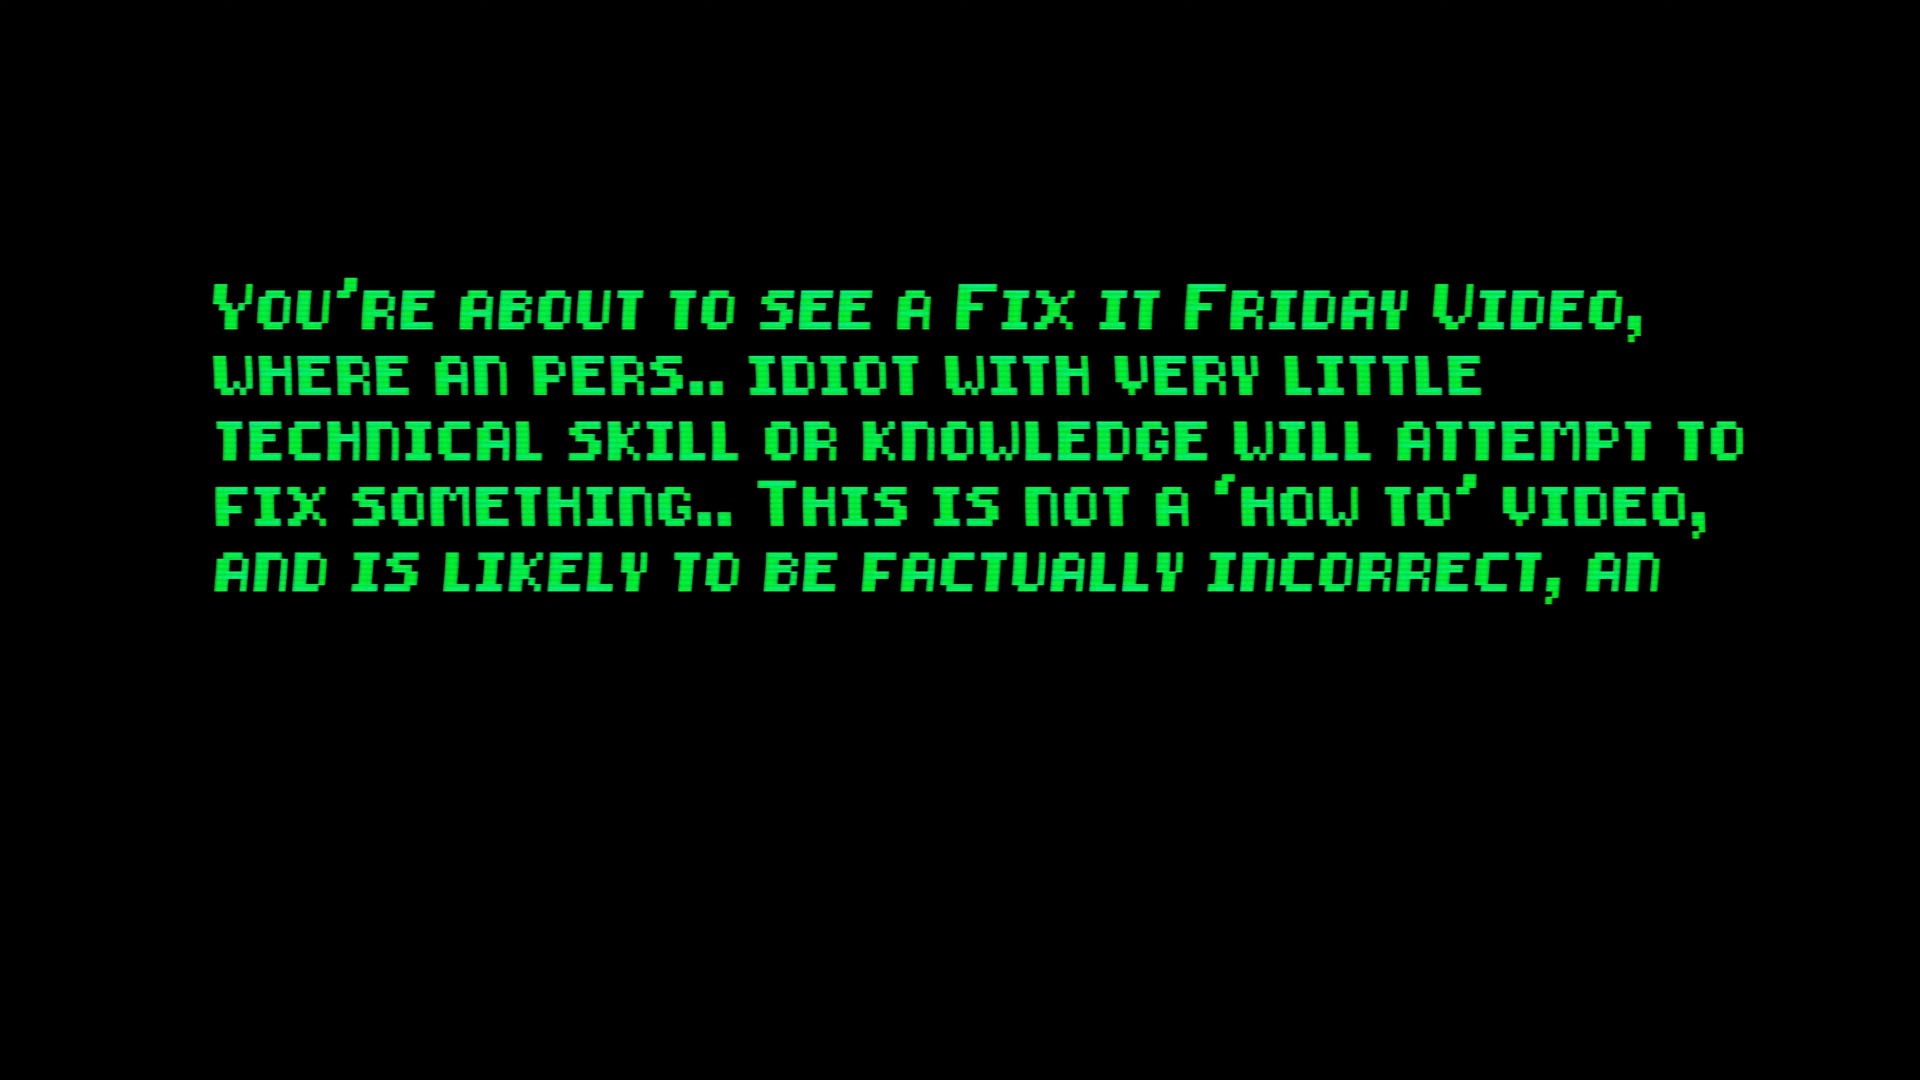 You're about to see a Fix it Friday Video,
where an pers.. idiot with very little
technical skill or knowledge will attempt to
fix something.. This is not a 'how to' video,
and is likely to be factually incorrect, an